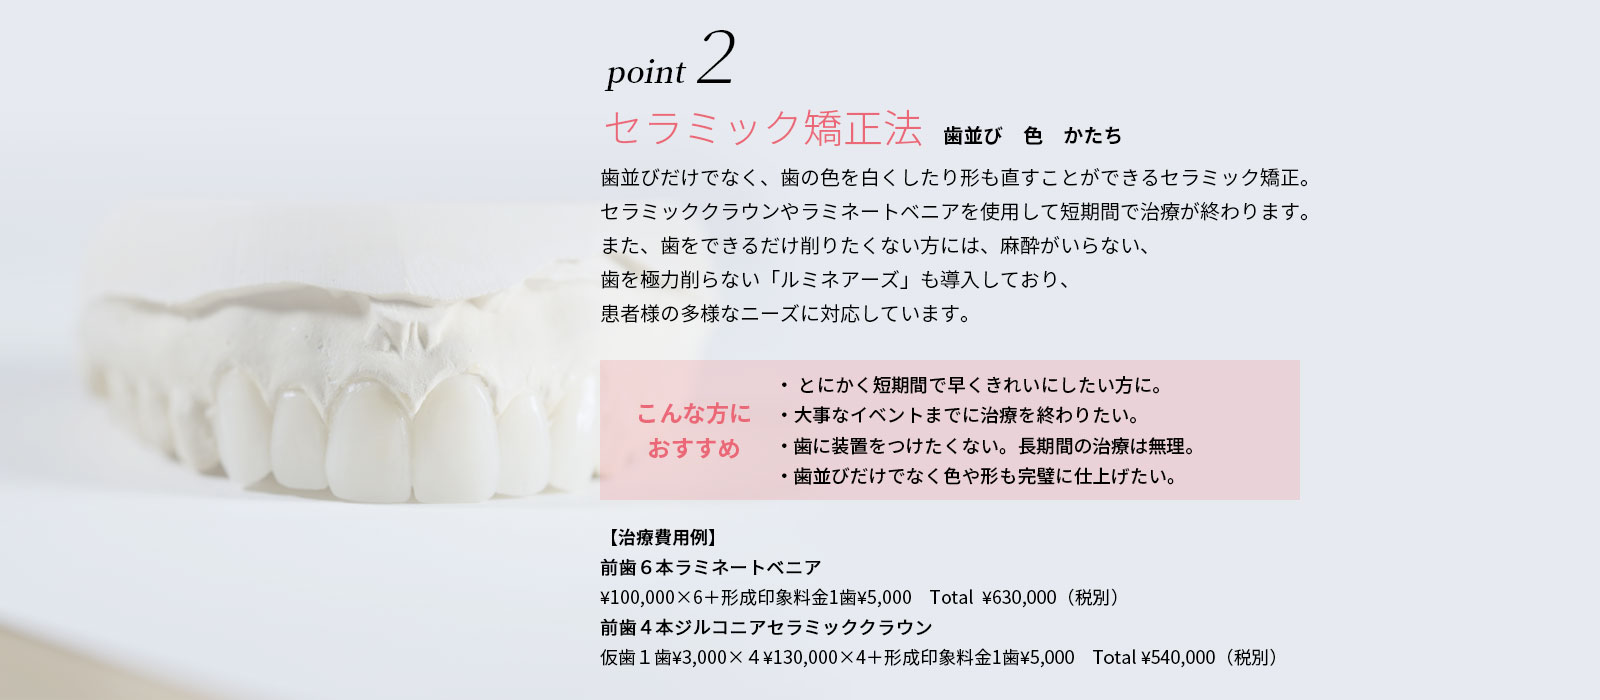 point 2
セラミック矯正法 歯並び　色　かたち
歯並びだけでなく、歯の色を白くしたり形も直すことができるセラミック矯正。
セラミッククラウンやラミネートベニアを使用して短期間で治療が終わります。
また、歯をできるだけ削りたくない方には、麻酔がいらない、
歯を極力削らない「ルミネアーズ」も導入しており、
患者様の多様なニーズに対応しています。
こんな方に
おすすめ
・ とにかく短期間で早くきれいにしたい方に。
・大事なイベントまでに治療を終わりたい。
・歯に装置をつけたくない。長期間の治療は無理。
・歯並びだけでなく色や形も完璧に仕上げたい。
【治療費用例】
前歯６本ラミネートベニア
¥100,000×6＋形成印象料金1歯¥5,000　Total ¥630,000（税別）
前歯４本ジルコニアセラミッククラウン
仮歯１歯¥3,000×４¥130,000×4＋形成印象料金1歯¥5,000　Total ¥540,000（税別）